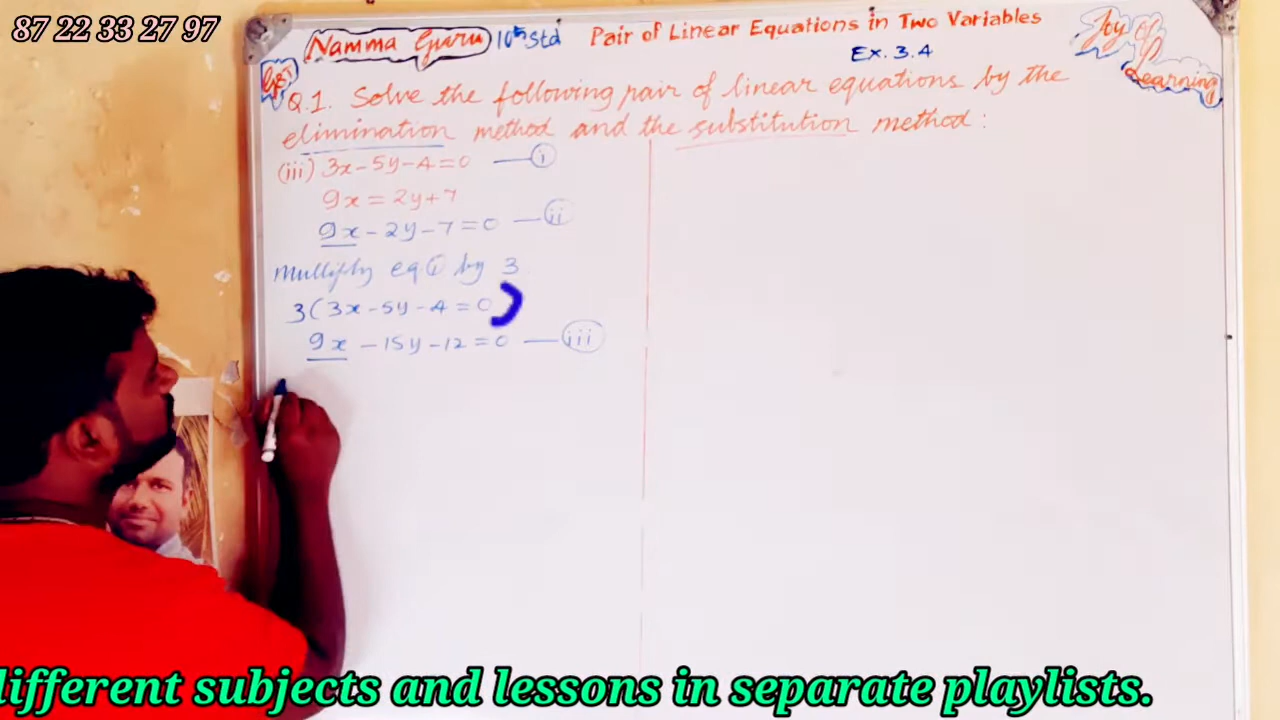 87 22 33 27 97
Namma Guru 10th Std Pair of Linear Equations in Two Variables
Ex. 3.4
Joy of
Learning
GRT
Q.1. Solve the following pair of linear equations by the
elimination method and the substitution method:
(iii) 3x-5y-4=0 — i
9x = 2y+7
9x-2y-7=0 — ii
Multiply eq i by 3
3(3x-5y-4=0)
9x-15y-12=0 — iii
different subjects and lessons in separate playlists.